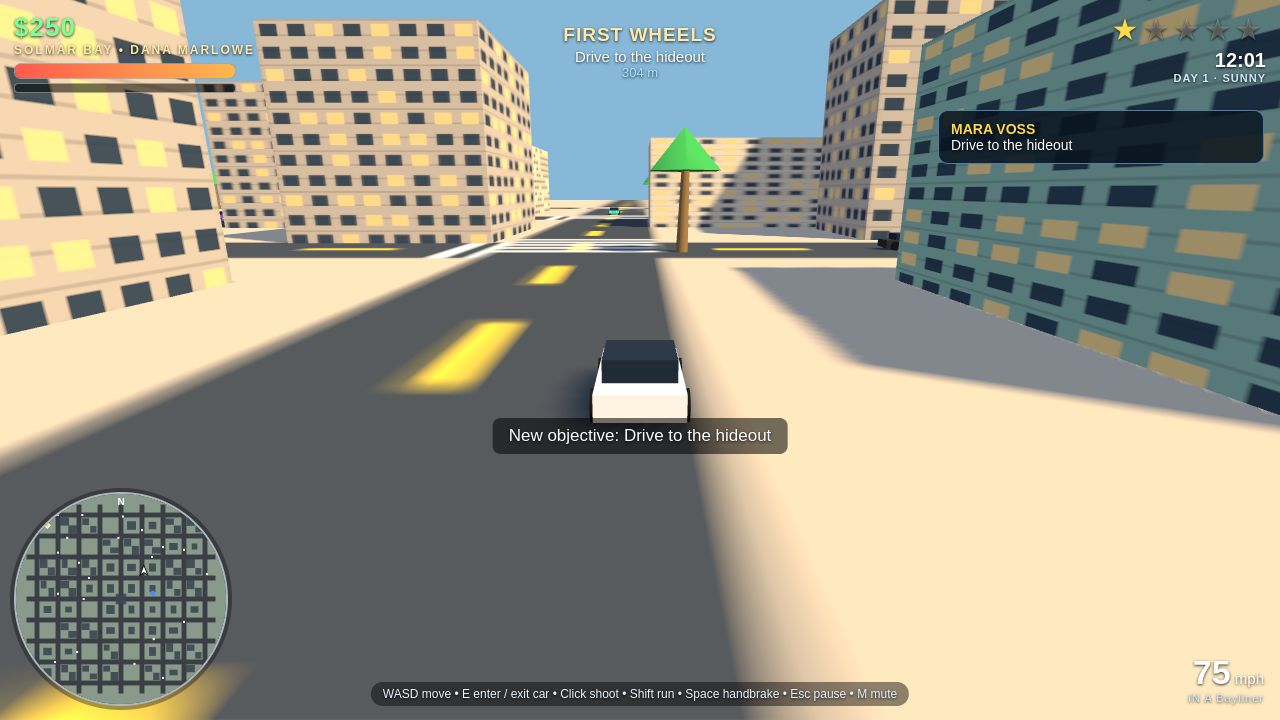 $250
SOLMAR BAY • DANA MARLOWE
FIRST WHEELS
Drive to the hideout
304 m
12:01
DAY 1 · SUNNY
MARA VOSS
Drive to the hideout
New objective: Drive to the hideout
N
WASD move • E enter / exit car • Click shoot • Shift run • Space handbrake • Esc pause • M mute
75 mph
IN A Bayliner